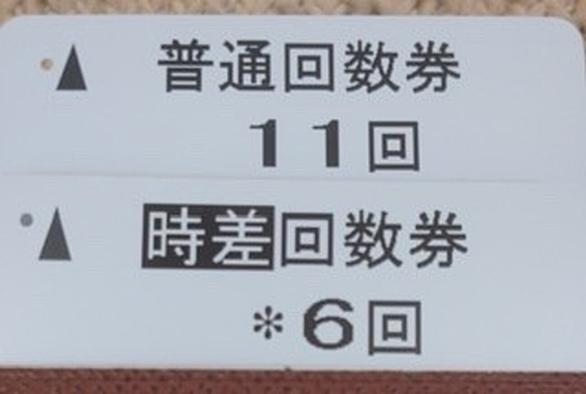 ▲ 普通回数券
11回
▲ 時差回数券
*6回